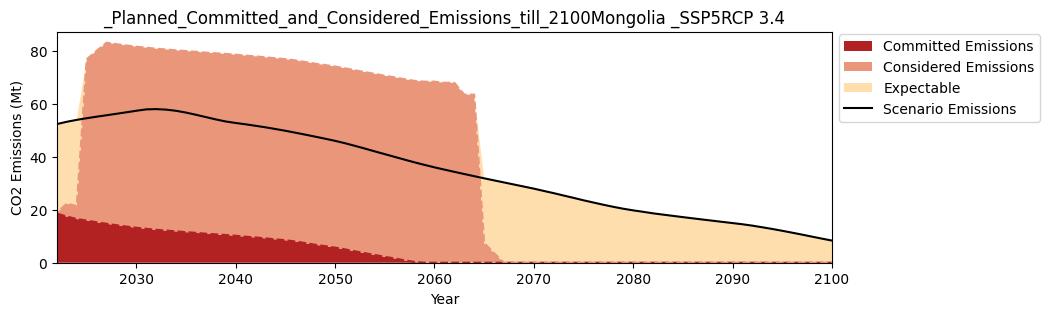 _Planned_Committed_and_Considered_Emissions_till_2100Mongolia _SSP5RCP 3.4
Committed Emissions
Considered Emissions
Expectable
Scenario Emissions
CO2 Emissions (Mt)
80
60
40
20
0
2030 2040 2050 2060 2070 2080 2090 2100
Year